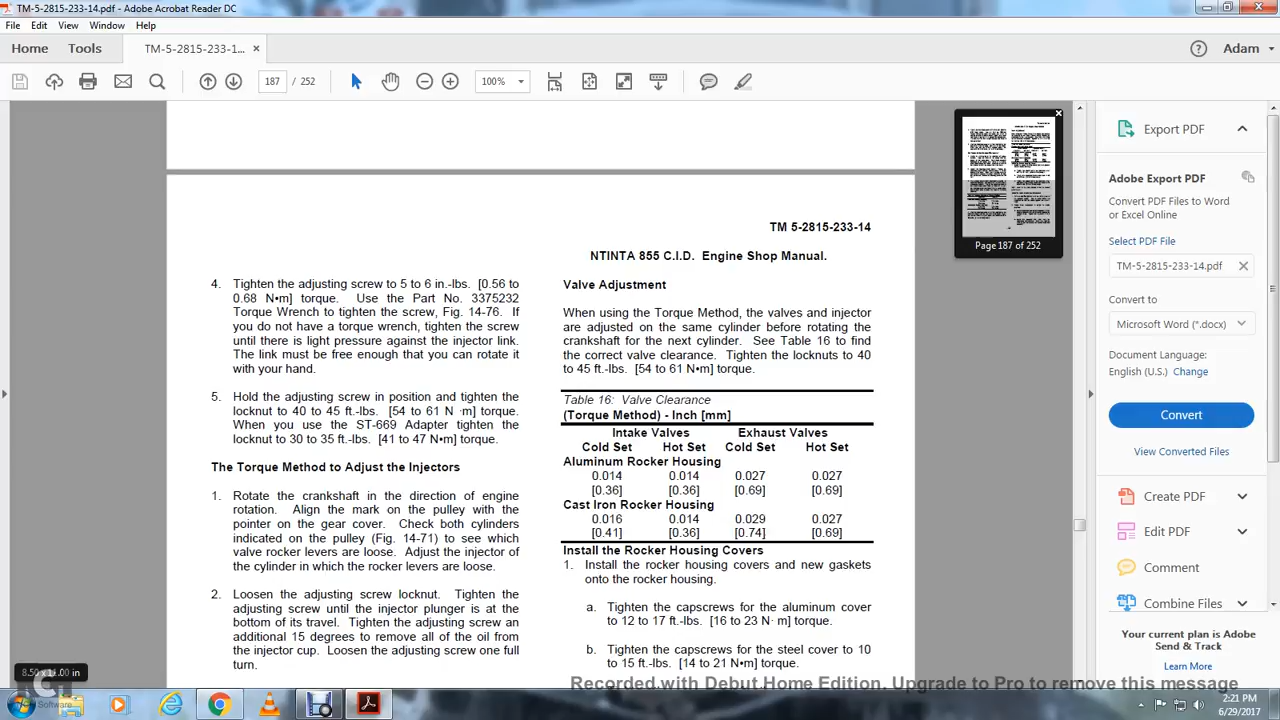 TM-5-2815-233-14.pdf - Adobe Acrobat Reader DC
File Edit View Window Help
Home Tools TM-5-2815-233-1... × Adam
187 / 252 100%
TM 5-2815-233-14
NTINTA 855 C.I.D. Engine Shop Manual.
4. Tighten the adjusting screw to 5 to 6 in.-lbs. [0.56 to
0.68 N•m] torque. Use the Part No. 3375232
Torque Wrench to tighten the screw, Fig. 14-76. If
you do not have a torque wrench, tighten the screw
until there is light pressure against the injector link.
The link must be free enough that you can rotate it
with your hand.
5. Hold the adjusting screw in position and tighten the
locknut to 40 to 45 ft.-lbs. [54 to 61 N •m] torque.
When you use the ST-669 Adapter tighten the
locknut to 30 to 35 ft.-lbs. [41 to 47 N•m] torque.
The Torque Method to Adjust the Injectors
1. Rotate the crankshaft in the direction of engine
rotation. Align the mark on the pulley with the
pointer on the gear cover. Check both cylinders
indicated on the pulley (Fig. 14-71) to see which
valve rocker levers are loose. Adjust the injector of
the cylinder in which the rocker levers are loose.
2. Loosen the adjusting screw locknut. Tighten the
adjusting screw until the injector plunger is at the
bottom of its travel. Tighten the adjusting screw an
additional 15 degrees to remove all of the oil from
the injector cup. Loosen the adjusting screw one full
turn.
Valve Adjustment
When using the Torque Method, the valves and injector
are adjusted on the same cylinder before rotating the
crankshaft for the next cylinder. See Table 16 to find
the correct valve clearance. Tighten the locknuts to 40
to 45 ft.-lbs. [54 to 61 N•m] torque.
Table 16: Valve Clearance
(Torque Method) - Inch [mm]
Intake Valves Exhaust Valves
Cold Set Hot Set Cold Set Hot Set
Aluminum Rocker Housing
0.014 0.014 0.027 0.027
[0.36] [0.36] [0.69] [0.69]
Cast Iron Rocker Housing
0.016 0.014 0.029 0.027
[0.41] [0.36] [0.74] [0.69]
Install the Rocker Housing Covers
1. Install the rocker housing covers and new gaskets
onto the rocker housing.
a. Tighten the capscrews for the aluminum cover
to 12 to 17 ft.-lbs. [16 to 23 N· m] torque.
b. Tighten the capscrews for the steel cover to 10
to 15 ft.-lbs. [14 to 21 N•m] torque.
Page 187 of 252
Export PDF
Adobe Export PDF
Convert PDF Files to Word
or Excel Online
Select PDF File
TM-5-2815-233-14.pdf
Convert to
Microsoft Word (*.docx)
Document Language:
English (U.S.) Change
Convert
View Converted Files
Create PDF
Edit PDF
Comment
Combine Files
Your current plan is Adobe
Send & Track
Learn More
8.50 x 11.00 in
Software
Recorded with Debut Home Edition. Upgrade to Pro to remove this message
2:21 PM
6/29/2017